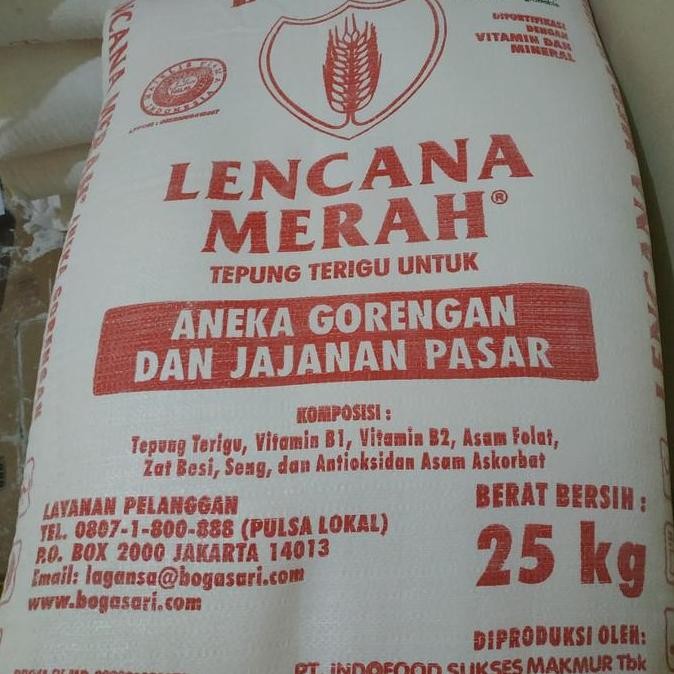 DIFORTIFIKASI
DENGAN
VITAMIN DAN
MINERAL
LENCANA
MERAH®
TEPUNG TERIGU UNTUK
ANEKA GORENGAN
DAN JAJANAN PASAR
KOMPOSISI :
Tepung Terigu, Vitamin B1, Vitamin B2, Asam Folat,
Zat Besi, Seng, dan Antioksidan Asam Askorbat
LAYANAN PELANGGAN
TEL. 0807-1-800-888 (PULSA LOKAL)
P.O. BOX 2000 JAKARTA 14013
Email: lagansa@bogasari.com
www.bogasari.com
BERAT BERSIH :
25 kg
DIPRODUKSI OLEH:
PT. INDOFOOD SUKSES MAKMUR Tbk